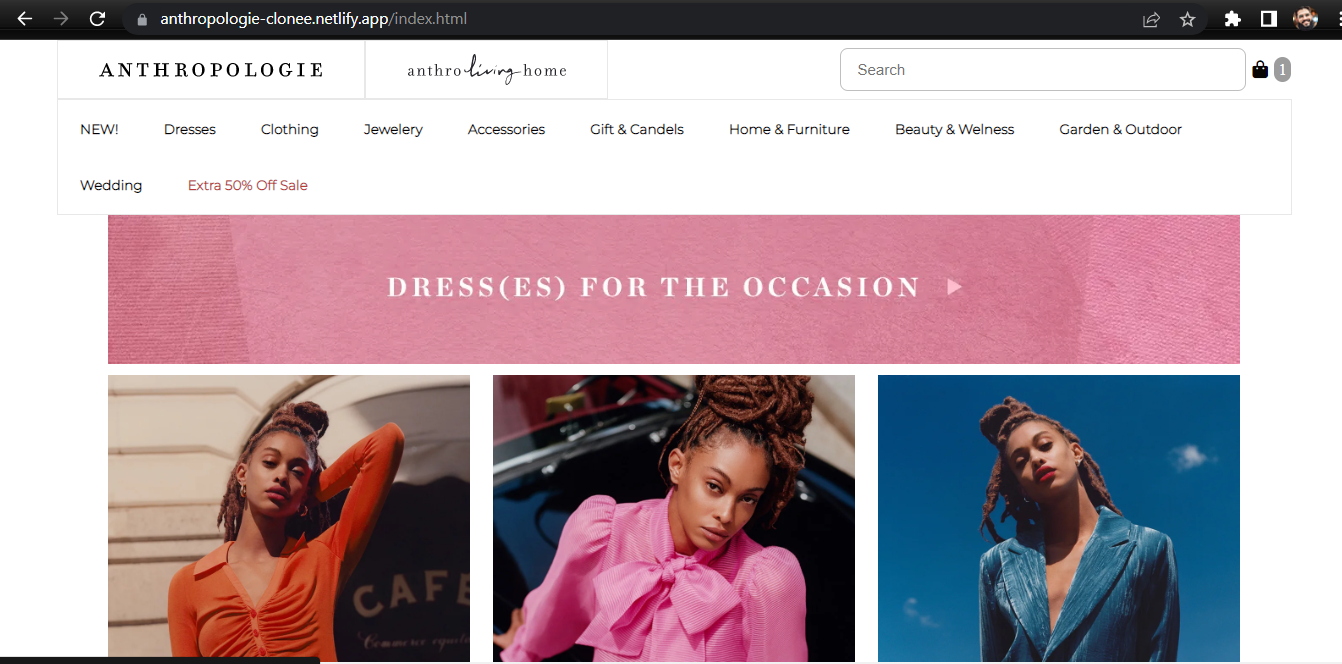 anthropologie-clonee.netlify.app/index.html
ANTHROPOLOGIE
anthro living home
Search
1
NEW! Dresses Clothing Jewelery Accessories Gift & Candels Home & Furniture Beauty & Welness Garden & Outdoor
Wedding Extra 50% Off Sale
DRESS(ES) FOR THE OCCASION
CAFE